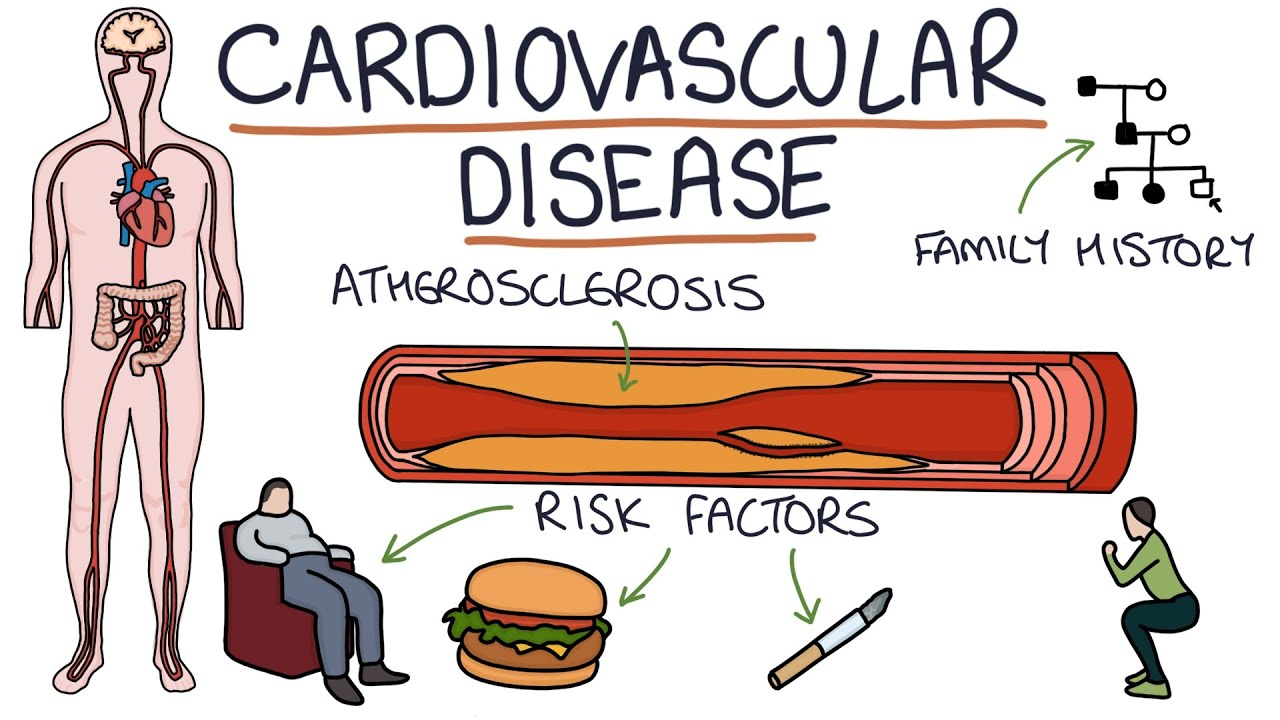 CARDIOVASCULAR
DISEASE
FAMILY HISTORY
ATHEROSCLEROSIS
RISK FACTORS